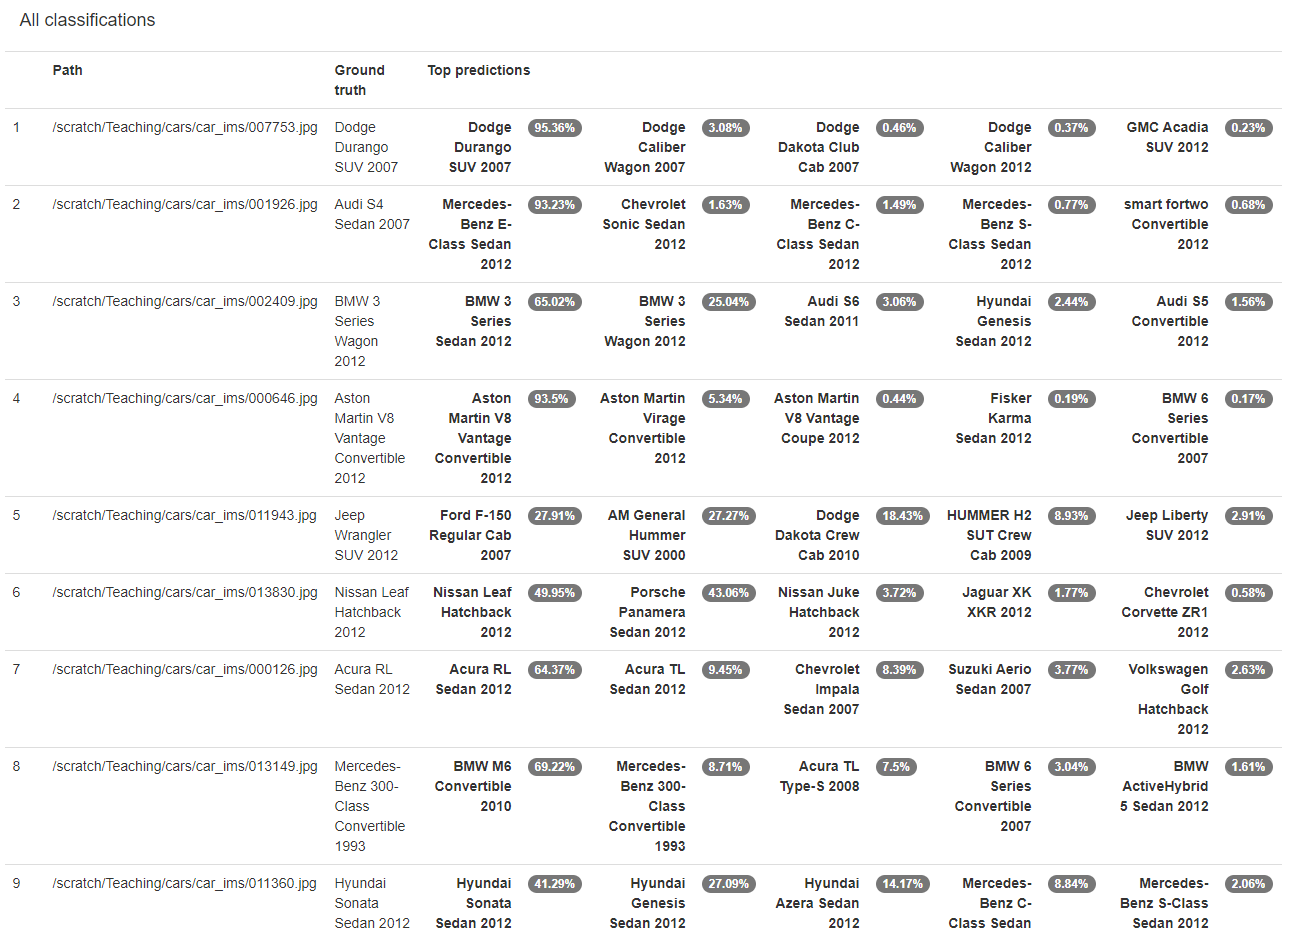 All classifications
Path Ground truth Top predictions
1 /scratch/Teaching/cars/car_ims/007753.jpg Dodge Durango SUV 2007 Dodge Durango SUV 2007 95.36% Dodge Caliber Wagon 2007 3.08% Dodge Dakota Club Cab 2007 0.46% Dodge Caliber Wagon 2012 0.37% GMC Acadia SUV 2012 0.23%
2 /scratch/Teaching/cars/car_ims/001926.jpg Audi S4 Sedan 2007 Mercedes-Benz E-Class Sedan 2012 93.23% Chevrolet Sonic Sedan 2012 1.63% Mercedes-Benz C-Class Sedan 2012 1.49% Mercedes-Benz S-Class Sedan 2012 0.77% smart fortwo Convertible 2012 0.68%
3 /scratch/Teaching/cars/car_ims/002409.jpg BMW 3 Series Wagon 2012 BMW 3 Series Sedan 2012 65.02% BMW 3 Series Wagon 2012 25.04% Audi S6 Sedan 2011 3.06% Hyundai Genesis Sedan 2012 2.44% Audi S5 Convertible 2012 1.56%
4 /scratch/Teaching/cars/car_ims/000646.jpg Aston Martin V8 Vantage Convertible 2012 Aston Martin V8 Vantage Convertible 2012 93.5% Aston Martin Virage Convertible 2012 5.34% Aston Martin V8 Vantage Coupe 2012 0.44% Fisker Karma Sedan 2012 0.19% BMW 6 Series Convertible 2007 0.17%
5 /scratch/Teaching/cars/car_ims/011943.jpg Jeep Wrangler SUV 2012 Ford F-150 Regular Cab 2007 27.91% AM General Hummer SUV 2000 27.27% Dodge Dakota Crew Cab 2010 18.43% HUMMER H2 SUT Crew Cab 2009 8.93% Jeep Liberty SUV 2012 2.91%
6 /scratch/Teaching/cars/car_ims/013830.jpg Nissan Leaf Hatchback 2012 Nissan Leaf Hatchback 2012 49.95% Porsche Panamera Sedan 2012 43.06% Nissan Juke Hatchback 2012 3.72% Jaguar XK XKR 2012 1.77% Chevrolet Corvette ZR1 2012 0.58%
7 /scratch/Teaching/cars/car_ims/000126.jpg Acura RL Sedan 2012 Acura RL Sedan 2012 64.37% Acura TL Sedan 2012 9.45% Chevrolet Impala Sedan 2007 8.39% Suzuki Aerio Sedan 2007 3.77% Volkswagen Golf Hatchback 2012 2.63%
8 /scratch/Teaching/cars/car_ims/013149.jpg Mercedes-Benz 300-Class Convertible 1993 BMW M6 Convertible 2010 69.22% Mercedes-Benz 300-Class Convertible 1993 8.71% Acura TL Type-S 2008 7.5% BMW 6 Series Convertible 2007 3.04% BMW ActiveHybrid 5 Sedan 2012 1.61%
9 /scratch/Teaching/cars/car_ims/011360.jpg Hyundai Sonata Sedan 2012 Hyundai Sonata Sedan 2012 41.29% Hyundai Genesis Sedan 2012 27.09% Hyundai Azera Sedan 2012 14.17% Mercedes-Benz C-Class Sedan 8.84% Mercedes-Benz S-Class Sedan 2012 2.06%